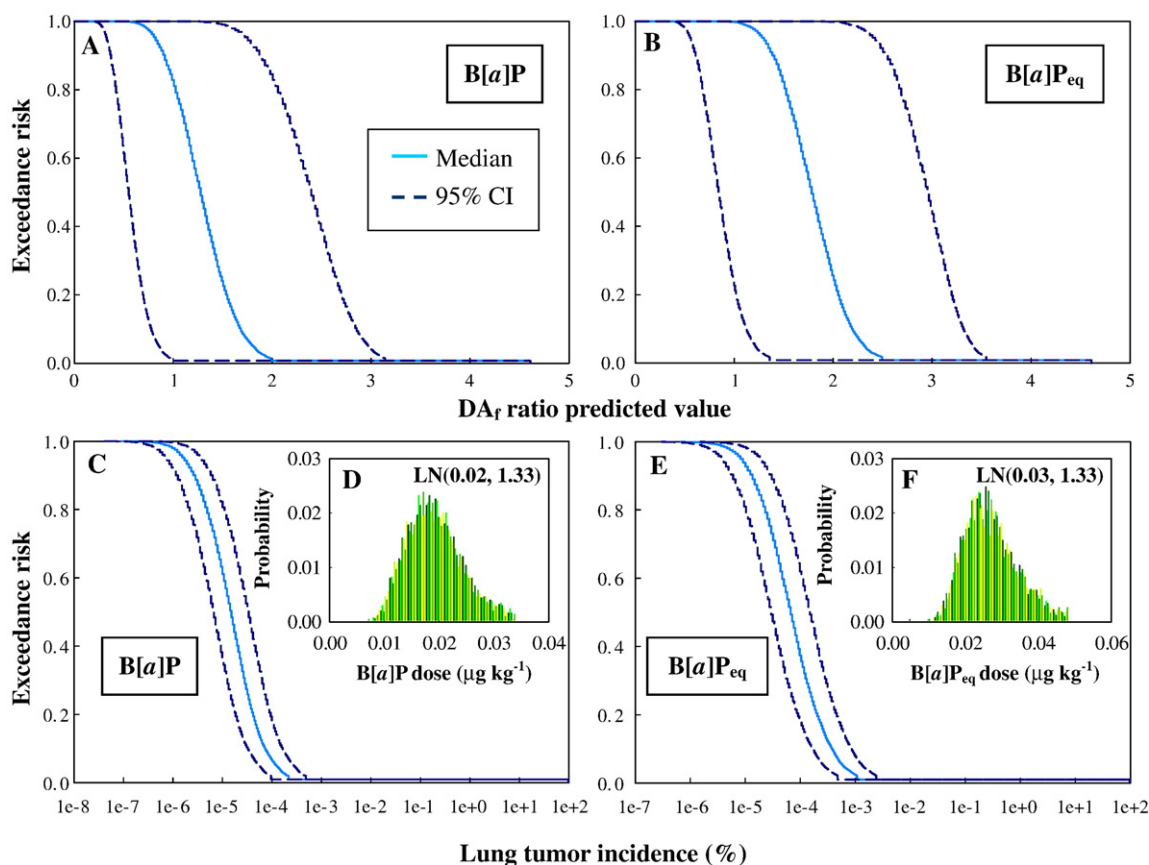 1.0
0.8
0.6
0.4
0.2
0.0
Exceedance risk
A
B[a]P
Median
95% CI
0 1 2 3 4 5
1.0
0.8
0.6
0.4
0.2
0.0
B
B[a]Peq
0 1 2 3 4 5
DAf ratio predicted value
1.0
0.8
0.6
0.4
0.2
0.0
Exceedance risk
C
B[a]P
1e-8 1e-7 1e-6 1e-5 1e-4 1e-3 1e-2 1e-1 1e+0 1e+1 1e+2
0.03
0.02
0.01
0.00
Probability
D
LN(0.02, 1.33)
0.00 0.01 0.02 0.04
B[a]P dose (μg kg-1)
1.0
0.8
0.6
0.4
0.2
0.0
E
B[a]Peq
1e-7 1e-6 1e-5 1e-4 1e-3 1e-2 1e-1 1e+0 1e+1 1e+2
0.03
0.02
0.01
0.00
Probability
F
LN(0.03, 1.33)
0.00 0.02 0.04 0.06
B[a]Peq dose (μg kg-1)
Lung tumor incidence (%)